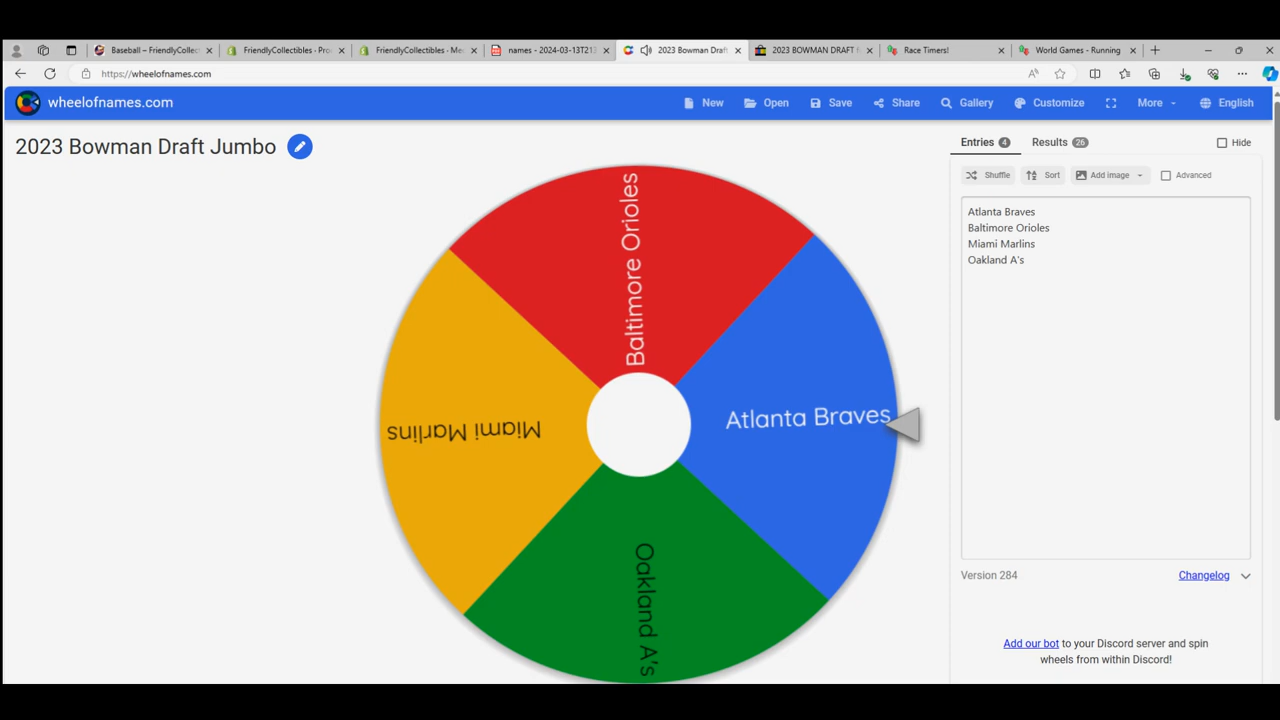 Baseball – FriendlyCollec
FriendlyCollectibles - Pro
FriendlyCollectibles - Me
names - 2024-03-13T213
2023 Bowman Draft
2023 BOWMAN DRAFT f
Race Timers!
World Games - Running
https://wheelofnames.com
wheelofnames.com
New
Open
Save
Share
Gallery
Customize
More
English
2023 Bowman Draft Jumbo
Entries 4
Results 26
Hide
Shuffle
Sort
Add image
Advanced
Atlanta Braves
Baltimore Orioles
Miami Marlins
Oakland A's
Baltimore Orioles
Atlanta Braves
Miami Marlins
Oakland A's
Version 284
Changelog
Add our bot to your Discord server and spin
wheels from within Discord!